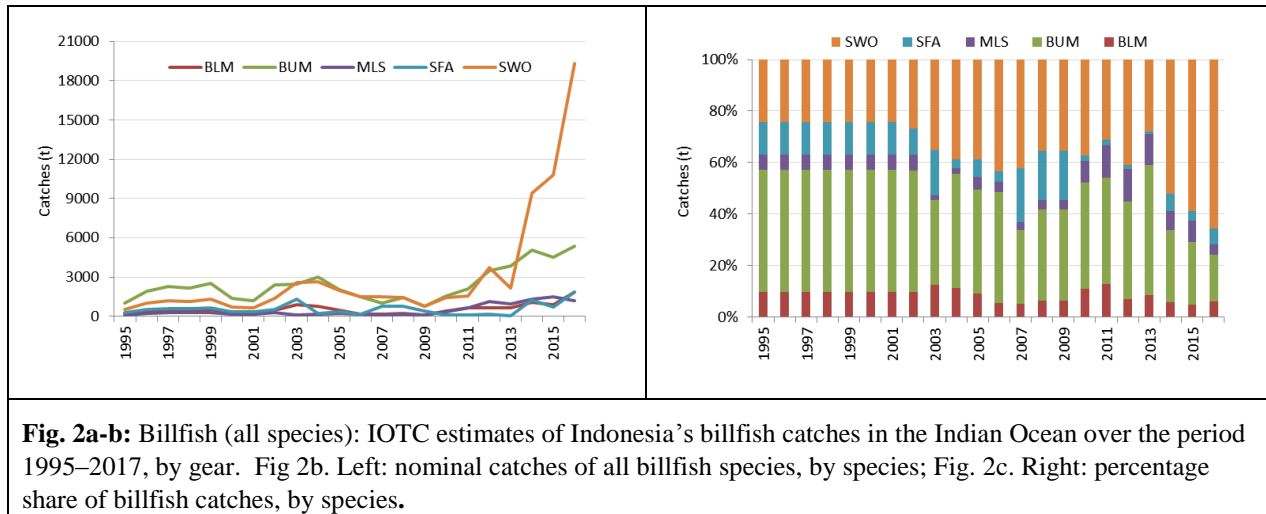 21000
18000
15000
12000
9000
6000
3000
0
Catches (t)
BLM BUM MLS SFA SWO
1995 1997 1999 2001 2003 2005 2007 2009 2011 2013 2015
SWO SFA MLS BUM BLM
100%
80%
60%
40%
20%
0%
Catches (t)
1995 1997 1999 2001 2003 2005 2007 2009 2011 2013 2015
Fig. 2a-b: Billfish (all species): IOTC estimates of Indonesia’s billfish catches in the Indian Ocean over the period
1995–2017, by gear. Fig 2b. Left: nominal catches of all billfish species, by species; Fig. 2c. Right: percentage
share of billfish catches, by species.